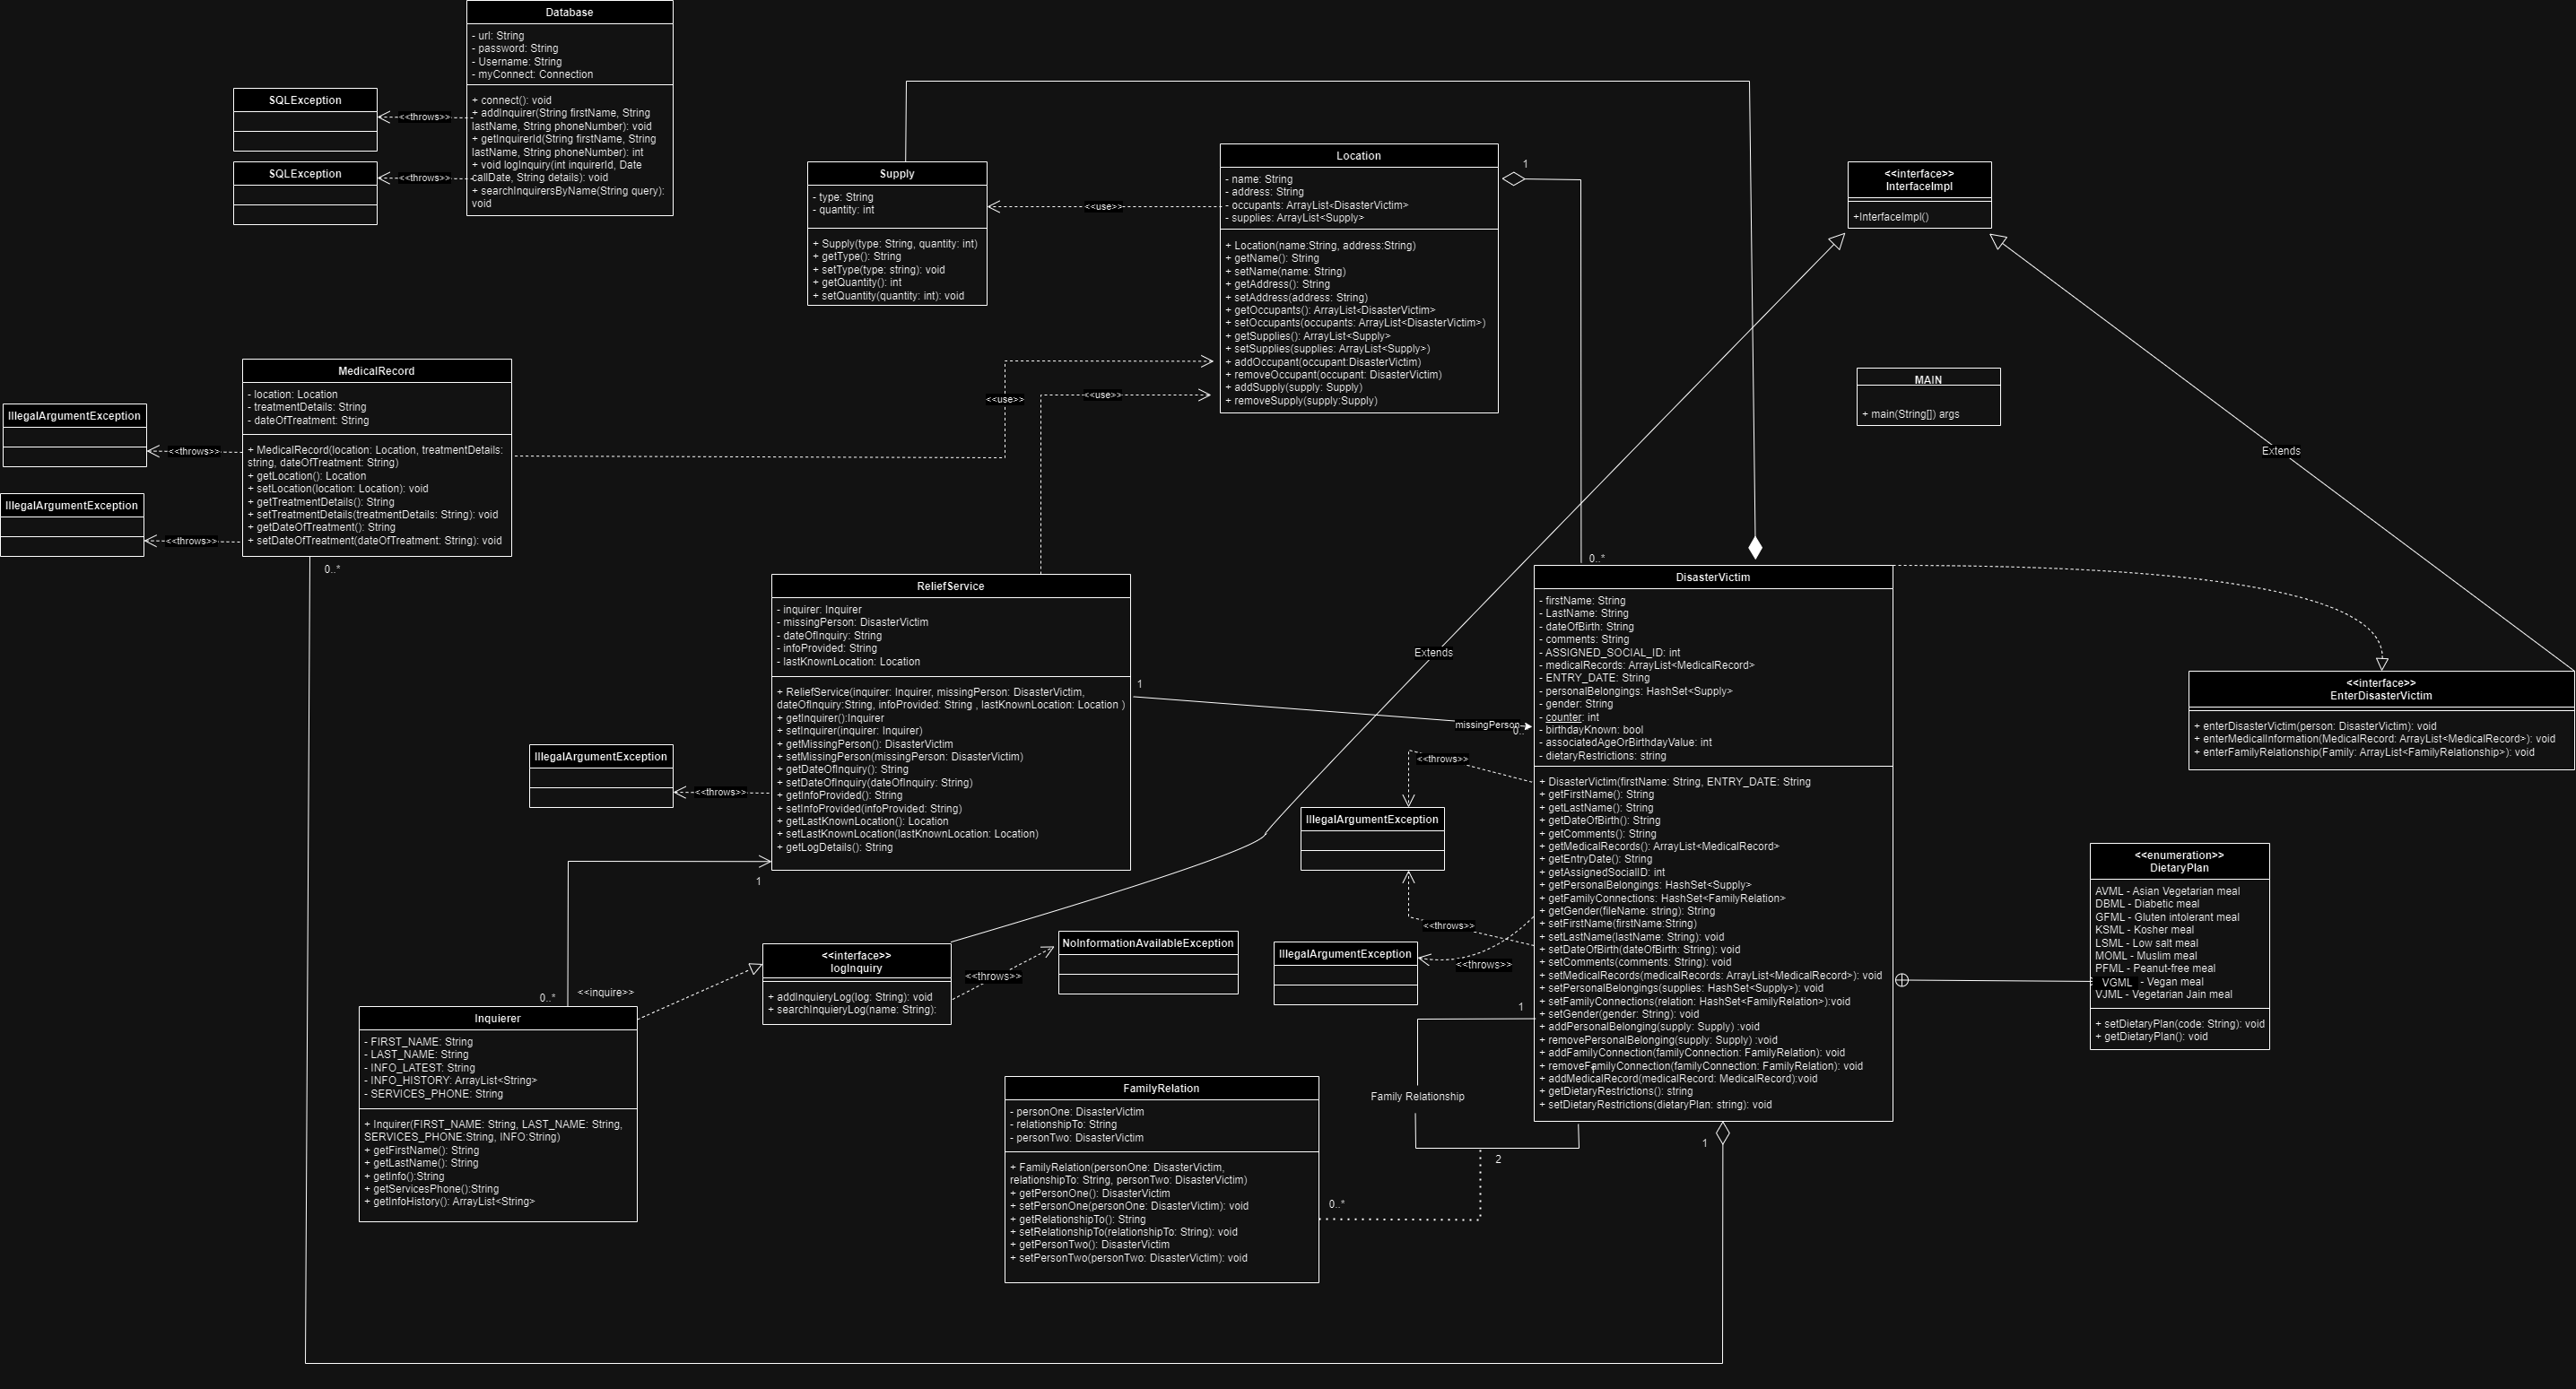 Database
- url: String
- password: String
- Username: String
- myConnect: Connection
+ connect(): void
+ addInquirer(String firstName, String
lastName, String phoneNumber): void
+ getInquirerId(String firstName, String
lastName, String phoneNumber): int
+ void logInquiry(int inquirerId, Date
callDate, String details): void
+ searchInquirersByName(String query):
void
SQLException
<<throws>>
SQLException
<<throws>>
Supply
- type: String
- quantity: int
+ Supply(type: String, quantity: int)
+ getType(): String
+ setType(type: string): void
+ getQuantity(): int
+ setQuantity(quantity: int): void
<<use>>
Location
- name: String
- address: String
- occupants: ArrayList<DisasterVictim>
- supplies: ArrayList<Supply>
+ Location(name:String, address:String)
+ getName(): String
+ setName(name: String)
+ getAddress(): String
+ setAddress(address: String)
+ getOccupants(): ArrayList<DisasterVictim>
+ setOccupants(occupants: ArrayList<DisasterVictim>)
+ getSupplies(): ArrayList<Supply>
+ setSupplies(supplies: ArrayList<Supply>)
+ addOccupant(occupant:DisasterVictim)
+ removeOccupant(occupant: DisasterVictim)
+ addSupply(supply: Supply)
+ removeSupply(supply:Supply)
1
<<interface>>
InterfaceImpl
+InterfaceImpl()
MAIN
+ main(String[]) args
Extends
MedicalRecord
- location: Location
- treatmentDetails: String
- dateOfTreatment: String
+ MedicalRecord(location: Location, treatmentDetails:
string, dateOfTreatment: String)
+ getLocation(): Location
+ setLocation(location: Location): void
+ getTreatmentDetails(): String
+ setTreatmentDetails(treatmentDetails: String): void
+ getDateOfTreatment(): String
+ setDateOfTreatment(dateOfTreatment: String): void
IllegalArgumentException
<<throws>>
IllegalArgumentException
<<throws>>
0..*
<<use>>
<<use>>
ReliefService
- inquirer: Inquirer
- missingPerson: DisasterVictim
- dateOfInquiry: String
- infoProvided: String
- lastKnownLocation: Location
+ ReliefService(inquirer: Inquirer, missingPerson: DisasterVictim,
dateOfInquiry:String, infoProvided: String , lastKnownLocation: Location )
+ getInquirer():Inquirer
+ setInquirer(inquirer: Inquirer)
+ getMissingPerson(): DisasterVictim
+ setMissingPerson(missingPerson: DisasterVictim)
+ getDateOfInquiry(): String
+ setDateOfInquiry(dateOfInquiry: String)
+ getInfoProvided(): String
+ setInfoProvided(infoProvided: String)
+ getLastKnownLocation(): Location
+ setLastKnownLocation(lastKnownLocation: Location)
+ getLogDetails(): String
IllegalArgumentException
<<throws>>
1
1
missingPerson
0..
Extends
0..*
DisasterVictim
- firstName: String
- LastName: String
- dateOfBirth: String
- comments: String
- ASSIGNED_SOCIAL_ID: int
- medicalRecords: ArrayList<MedicalRecord>
- ENTRY_DATE: String
- personalBelongings: HashSet<Supply>
- gender: String
- counter: int
- birthdayKnown: bool
- associatedAgeOrBirthdayValue: int
- dietaryRestrictions: string
+ DisasterVictim(firstName: String, ENTRY_DATE: String
+ getFirstName(): String
+ getLastName(): String
+ getDateOfBirth(): String
+ getComments(): String
+ getMedicalRecords(): ArrayList<MedicalRecord>
+ getEntryDate(): String
+ getAssignedSocialID: int
+ getPersonalBelongings: HashSet<Supply>
+ getFamilyConnections: HashSet<FamilyRelation>
+ getGender(fileName: string): String
+ setFirstName(firstName:String)
+ setLastName(lastName: String): void
+ setDateOfBirth(dateOfBirth: String): void
+ setComments(comments: String): void
+ setMedicalRecords(medicalRecords: ArrayList<MedicalRecord>): void
+ setPersonalBelongings(supplies: HashSet<Supply>): void
+ setFamilyConnections(relation: HashSet<FamilyRelation>):void
+ setGender(gender: String): void
+ addPersonalBelonging(supply: Supply) :void
+ removePersonalBelonging(supply: Supply) :void
+ addFamilyConnection(familyConnection: FamilyRelation): void
+ removeFamilyConnection(familyConnection: FamilyRelation): void
+ addMedicalRecord(medicalRecord: MedicalRecord):void
+ getDietaryRestrictions(): string
+ setDietaryRestrictions(dietaryPlan: string): void
<<throws>>
IllegalArgumentException
<<throws>>
IllegalArgumentException
<<throws>>
<<interface>>
EnterDisasterVictim
+ enterDisasterVictim(person: DisasterVictim): void
+ enterMedicalInformation(MedicalRecord: ArrayList<MedicalRecord>): void
+ enterFamilyRelationship(Family: ArrayList<FamilyRelationship>): void
<<enumeration>>
DietaryPlan
AVML - Asian Vegetarian meal
DBML - Diabetic meal
GFML - Gluten intolerant meal
KSML - Kosher meal
LSML - Low salt meal
MOML - Muslim meal
PFML - Peanut-free meal
VGML - Vegan meal
VJML - Vegetarian Jain meal
+ setDietaryPlan(code: String): void
+ getDietaryPlan(): void
<<interface>>
logInquiry
+ addInquieryLog(log: String): void
+ searchInquieryLog(name: String):
<<throws>>
NoInformationAvailableException
0..*
<<inquire>>
Inquierer
- FIRST_NAME: String
- LAST_NAME: String
- INFO_LATEST: String
- INFO_HISTORY: ArrayList<String>
- SERVICES_PHONE: String
+ Inquirer(FIRST_NAME: String, LAST_NAME: String,
SERVICES_PHONE:String, INFO:String)
+ getFirstName(): String
+ getLastName(): String
+ getInfo():String
+ getServicesPhone():String
+ getInfoHistory(): ArrayList<String>
FamilyRelation
- personOne: DisasterVictim
- relationshipTo: String
- personTwo: DisasterVictim
+ FamilyRelation(personOne: DisasterVictim,
relationshipTo: String, personTwo: DisasterVictim)
+ getPersonOne(): DisasterVictim
+ setPersonOne(personOne: DisasterVictim): void
+ getRelationshipTo(): String
+ setRelationshipTo(relationshipTo: String): void
+ getPersonTwo(): DisasterVictim
+ setPersonTwo(personTwo: DisasterVictim): void
1
Family Relationship
2
0..*
1